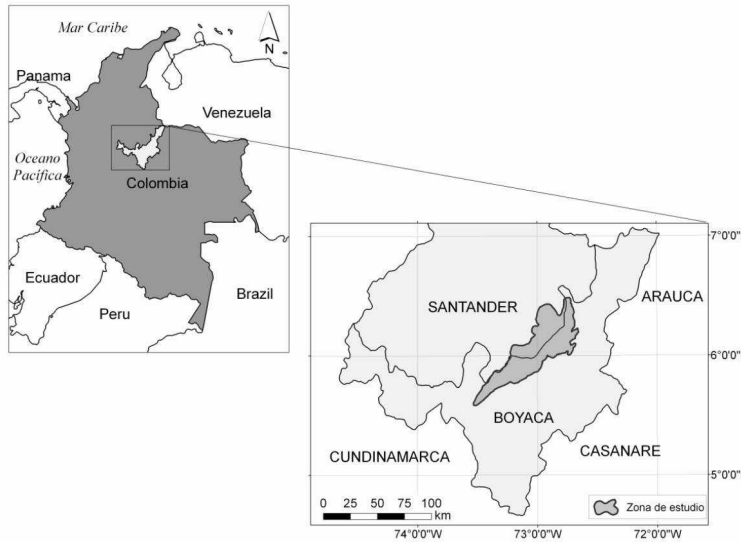 Mar Caribe
N
Panama
Venezuela
Oceano
Pacifica
Colombia
Ecuador
Peru
Brazil
7°0'0"
SANTANDER
ARAUCA
6°0'0"
BOYACA
CUNDINAMARCA
CASANARE
5°0'0"
0 25 50 75 100
km
Zona de estudio
74°0'0"
73°0'0"
72°0'0"